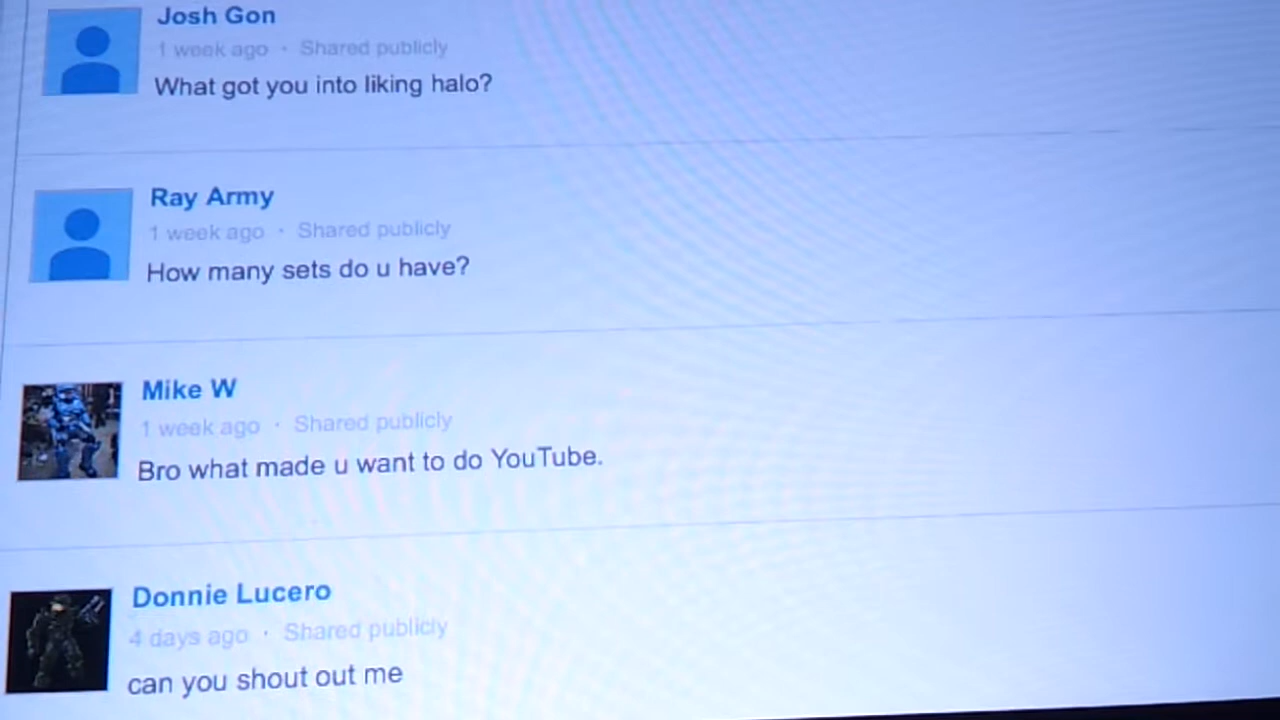 Josh Gon
1 week ago · Shared publicly
What got you into liking halo?
Ray Army
1 week ago · Shared publicly
How many sets do u have?
Mike W
1 week ago · Shared publicly
Bro what made u want to do YouTube.
Donnie Lucero
4 days ago · Shared publicly
can you shout out me